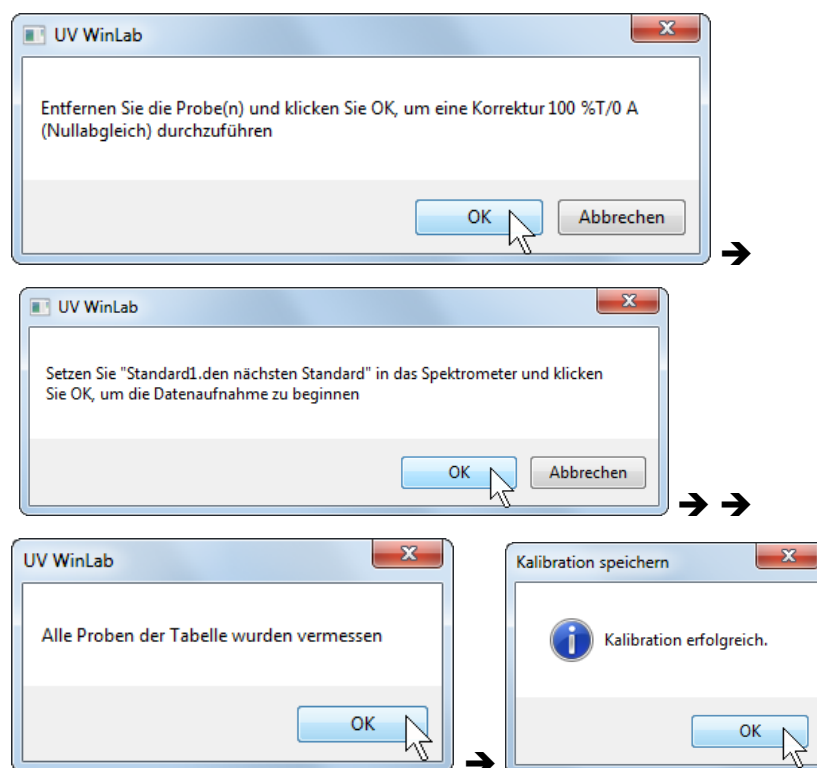 UV WinLab
Entfernen Sie die Probe(n) und klicken Sie OK, um eine Korrektur 100 %T/0 A
(Nullabgleich) durchzuführen
OK Abbrechen
UV WinLab
Setzen Sie "Standard1.den nächsten Standard" in das Spektrometer und klicken
Sie OK, um die Datenaufnahme zu beginnen
OK Abbrechen
UV WinLab
Alle Proben der Tabelle wurden vermessen
OK
Kalibration speichern
Kalibration erfolgreich.
OK